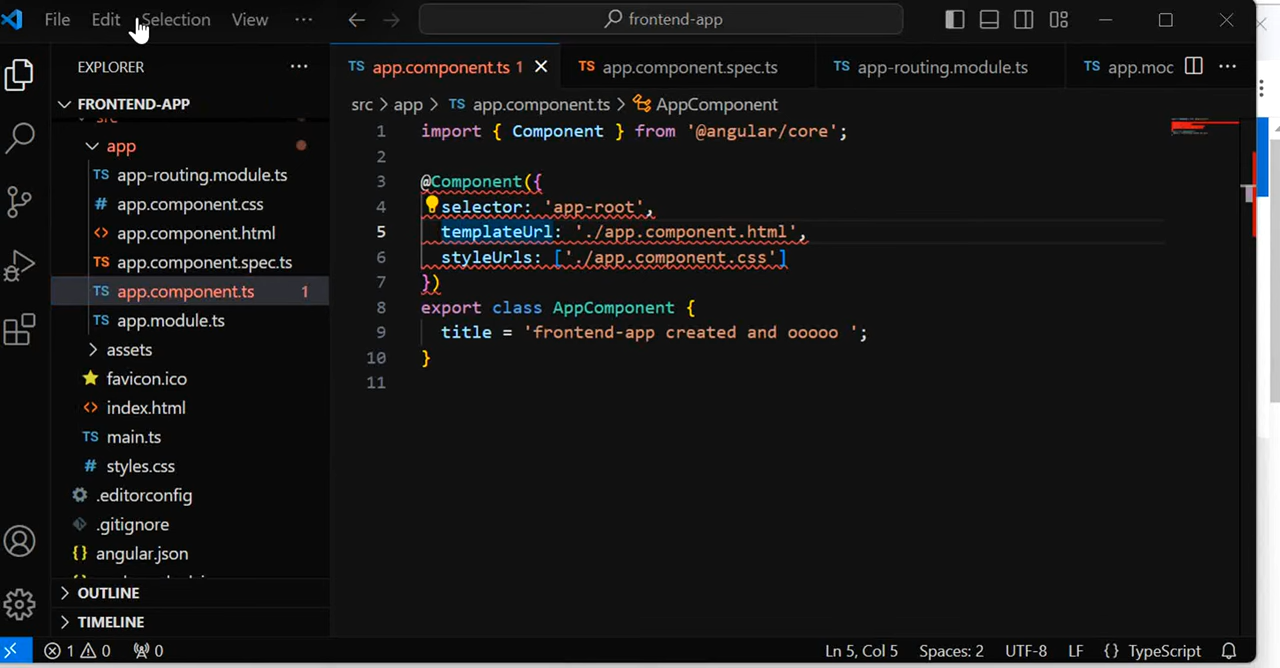 File Edit Selection View ··· frontend-app
EXPLORER ···
FRONTEND-APP
src
app
TS app-routing.module.ts
# app.component.css
<> app.component.html
TS app.component.spec.ts
TS app.component.ts 1
TS app.module.ts
assets
favicon.ico
<> index.html
TS main.ts
# styles.css
.editorconfig
.gitignore
{} angular.json
OUTLINE
TIMELINE
TS app.component.ts 1 TS app.component.spec.ts TS app-routing.module.ts TS app.moc ···
src > app > TS app.component.ts > AppComponent
1 import { Component } from '@angular/core';
2
3 @Component({
4 selector: 'app-root',
5 templateUrl: './app.component.html',
6 styleUrls: ['./app.component.css']
7 })
8 export class AppComponent {
9 title = 'frontend-app created and ooooo ';
10 }
11
1 0 0 Ln 5, Col 5 Spaces: 2 UTF-8 LF {} TypeScript